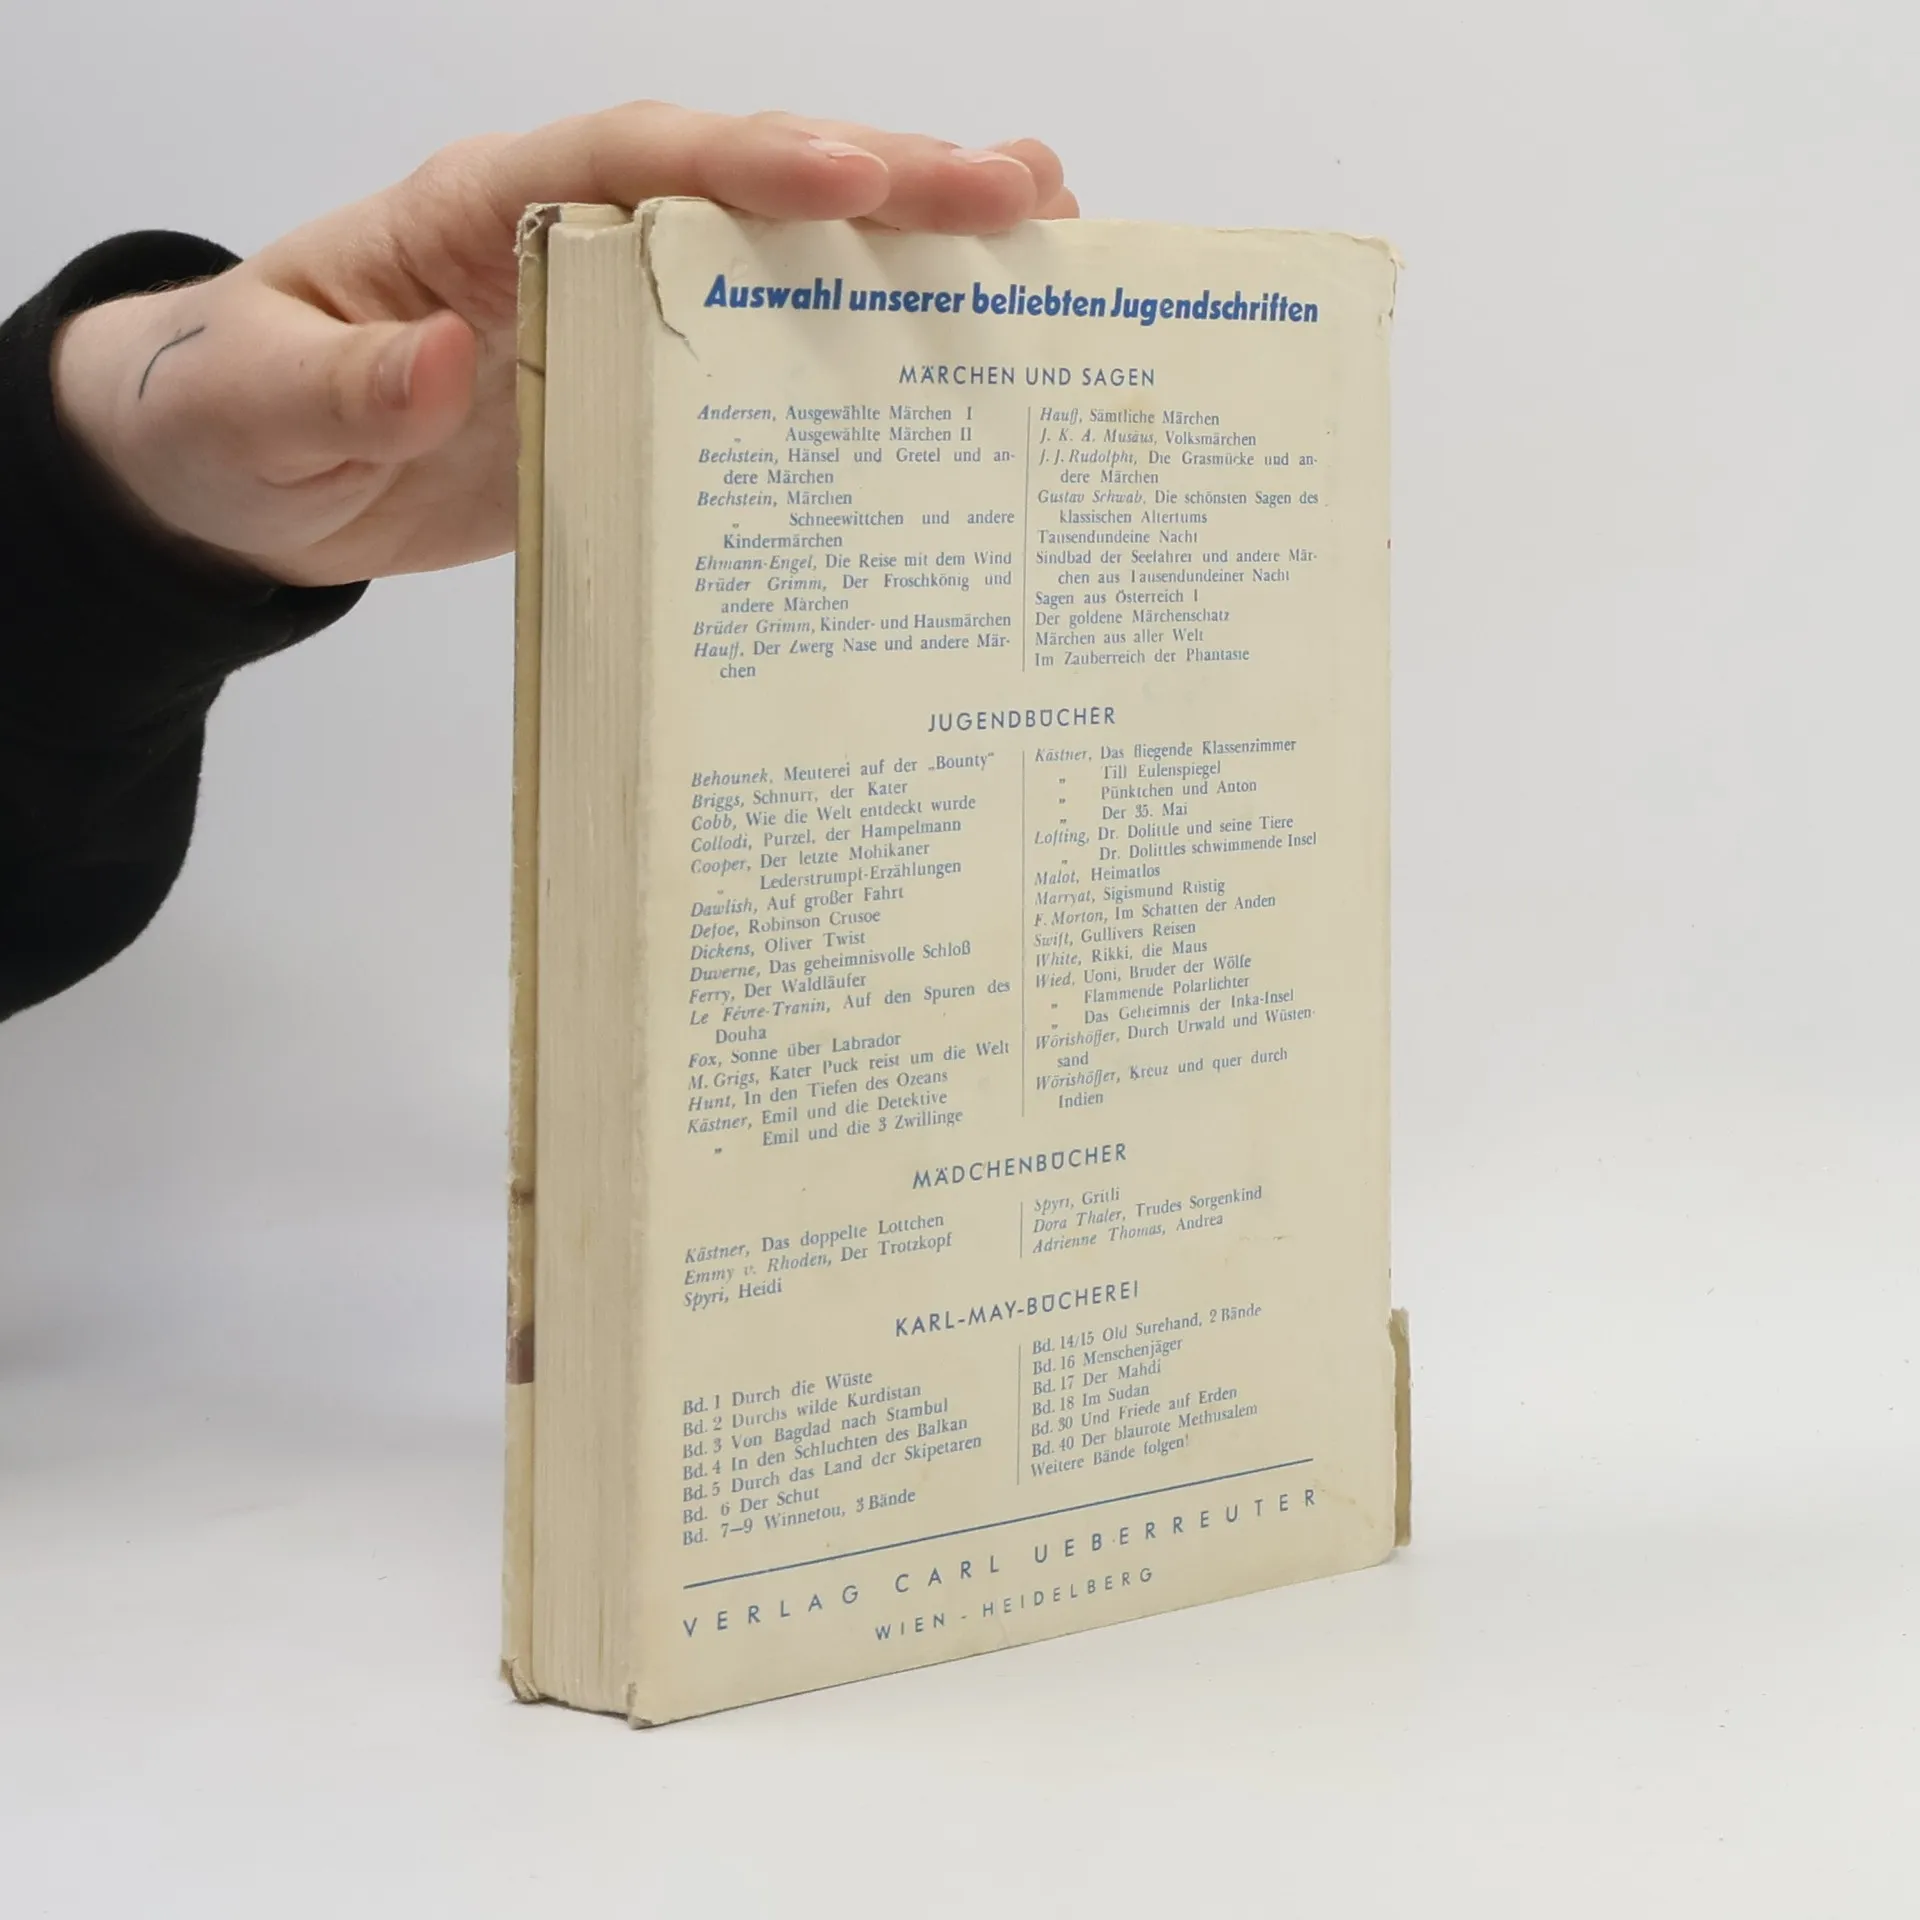 Auswahl unserer beliebten Jugendschriften
MÄRCHEN UND SAGEN
Andersen, Ausgewählte Märchen I
„ Ausgewählte Märchen II
Bechstein, Hänsel und Gretel und an-
dere Märchen
Bechstein, Märchen
„ Schneewittchen und andere
Kindermärchen
Ehmann-Engel, Die Reise mit dem Wind
Brüder Grimm, Der Froschkönig und
andere Märchen
Brüder Grimm, Kinder- und Hausmärchen
Hauff, Der Zwerg Nase und andere Mär-
chen
Hauff, Sämtliche Märchen
J. K. A. Musäus, Volksmärchen
J. J. Rudolphi, Die Grasmücke und an-
dere Märchen
Gustav Schwab, Die schönsten Sagen des
klassischen Altertums
Tausendundeine Nacht
Sindbad der Seefahrer und andere Mär-
chen aus Tausendundeiner Nacht
Sagen aus Österreich I
Der goldene Märchenschatz
Märchen aus aller Welt
Im Zauberreich der Phantasie
JUGENDBÜCHER
Behounek, Meuterei auf der „Bounty“
Briggs, Schnurr, der Kater
Cobb, Wie die Welt entdeckt wurde
Collodi, Purzel, der Hampelmann
Cooper, Der letzte Mohikaner
„ Lederstrumpf-Erzählungen
Dawlish, Auf großer Fahrt
Defoe, Robinson Crusoe
Dickens, Oliver Twist
Duverne, Das geheimnisvolle Schloß
Ferry, Der Waldläufer
Le Févre-Tranin, Auf den Spuren des
Douha
Fox, Sonne über Labrador
M. Grigs, Kater Puck reist um die Welt
Hunt, In den Tiefen des Ozeans
Kästner, Emil und die Detektive
„ Emil und die 3 Zwillinge
Kästner, Das fliegende Klassenzimmer
„ Till Eulenspiegel
„ Pünktchen und Anton
„ Der 35. Mai
Lofting, Dr. Dolittle und seine Tiere
„ Dr. Dolittles schwimmende Insel
Malot, Heimatlos
Marryat, Sigismund Rüstig
F. Morton, Im Schatten der Anden
Swift, Gullivers Reisen
White, Rikki, die Maus
Wied, Uoni, Bruder der Wölfe
„ Flammende Polarlichter
„ Das Geheimnis der Inka-Insel
Wörishöffer, Durch Urwald und Wüsten-
sand
Wörishöffer, Kreuz und quer durch
Indien
MÄDCHENBÜCHER
Kästner, Das doppelte Lottchen
Emmy v. Rhoden, Der Trotzkopf
Spyri, Heidi
Spyri, Gritli
Dora Thaler, Trudes Sorgenkind
Adrienne Thomas, Andrea
KARL-MAY-BÜCHEREI
Bd. 1 Durch die Wüste
Bd. 2 Durchs wilde Kurdistan
Bd. 3 Von Bagdad nach Stambul
Bd. 4 In den Schluchten des Balkan
Bd. 5 Durch das Land der Skipetaren
Bd. 6 Der Schut
Bd. 7–9 Winnetou, 3 Bände
Bd. 14/15 Old Surehand, 2 Bände
Bd. 16 Menschenjäger
Bd. 17 Der Mahdi
Bd. 18 Im Sudan
Bd. 30 Und Friede auf Erden
Bd. 40 Der blaurote Methusalem
Weitere Bände folgen!
VERLAG CARL UEBERREUTER
WIEN - HEIDELBERG